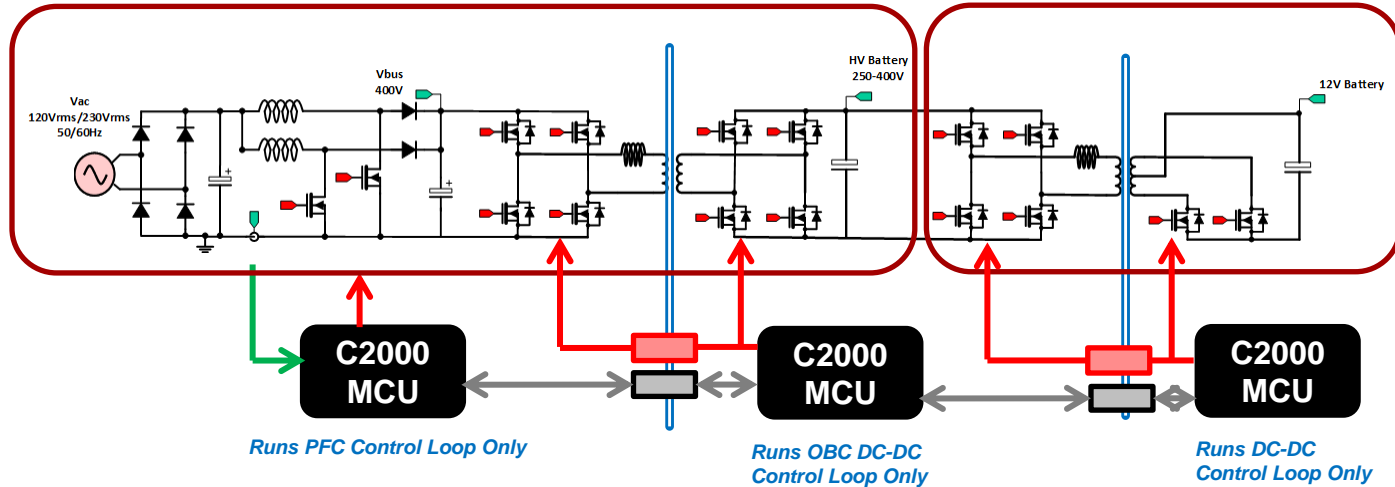 Vac
120Vrms/230Vrms
50/60Hz
Vbus
400V
HV Battery
250-400V
12V Battery
+
+
C2000
MCU
C2000
MCU
C2000
MCU
Runs PFC Control Loop Only
Runs OBC DC-DC
Control Loop Only
Runs DC-DC
Control Loop Only